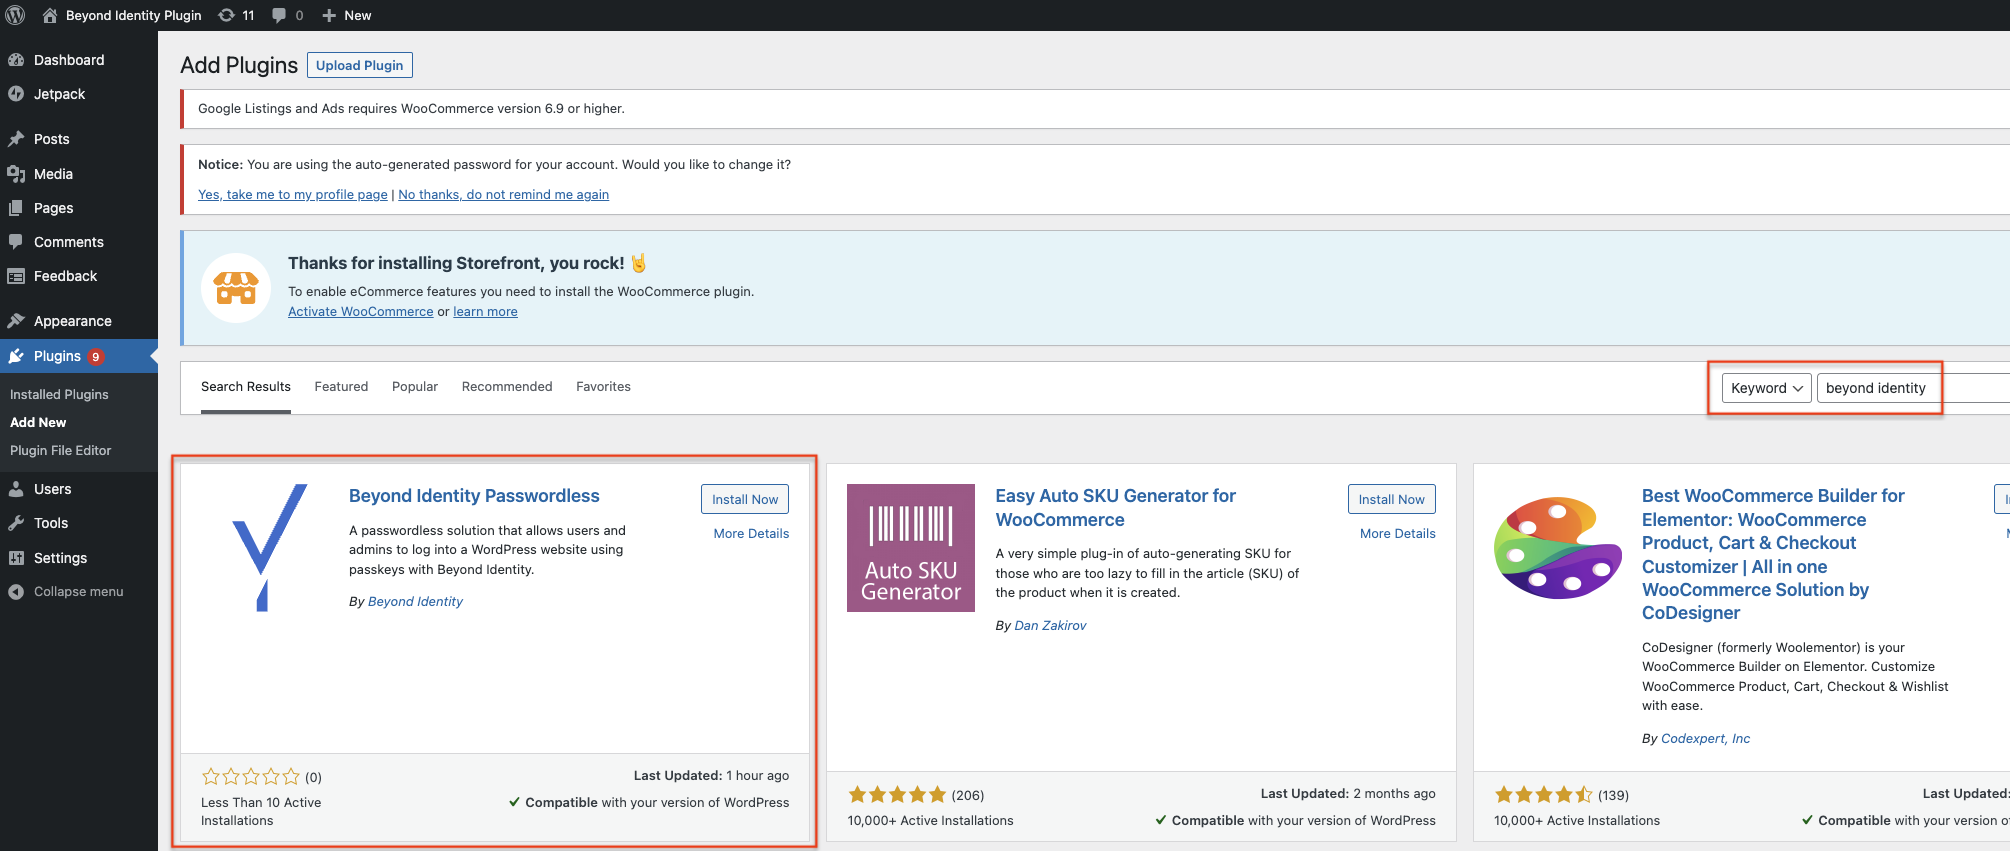 Beyond Identity Plugin 11 0 New
Dashboard
Jetpack
Posts
Media
Pages
Comments
Feedback
Appearance
Plugins 9
Installed Plugins
Add New
Plugin File Editor
Users
Tools
Settings
Collapse menu
Add Plugins Upload Plugin
Google Listings and Ads requires WooCommerce version 6.9 or higher.
Notice: You are using the auto-generated password for your account. Would you like to change it?
Yes, take me to my profile page | No thanks, do not remind me again
Thanks for installing Storefront, you rock! 🤘
To enable eCommerce features you need to install the WooCommerce plugin.
Activate WooCommerce or learn more
Search Results Featured Popular Recommended Favorites Keyword beyond identity
Beyond Identity Passwordless
Install Now
More Details
A passwordless solution that allows users and
admins to log into a WordPress website using
passkeys with Beyond Identity.
By Beyond Identity
(0)
Less Than 10 Active
Installations
Last Updated: 1 hour ago
Compatible with your version of WordPress
Auto SKU
Generator
Easy Auto SKU Generator for
WooCommerce
Install Now
More Details
A very simple plug-in of auto-generating SKU for
those who are too lazy to fill in the article (SKU) of
the product when it is created.
By Dan Zakirov
(206)
10,000+ Active Installations
Last Updated: 2 months ago
Compatible with your version of WordPress
Best WooCommerce Builder for
Elementor: WooCommerce
Product, Cart & Checkout
Customizer | All in one
WooCommerce Solution by
CoDesigner
CoDesigner (formerly Woolementor) is your
WooCommerce Builder on Elementor. Customize
WooCommerce Product, Cart, Checkout & Wishlist
with ease.
By Codexpert, Inc
(139)
10,000+ Active Installations
Last Updated:
Compatible with your version